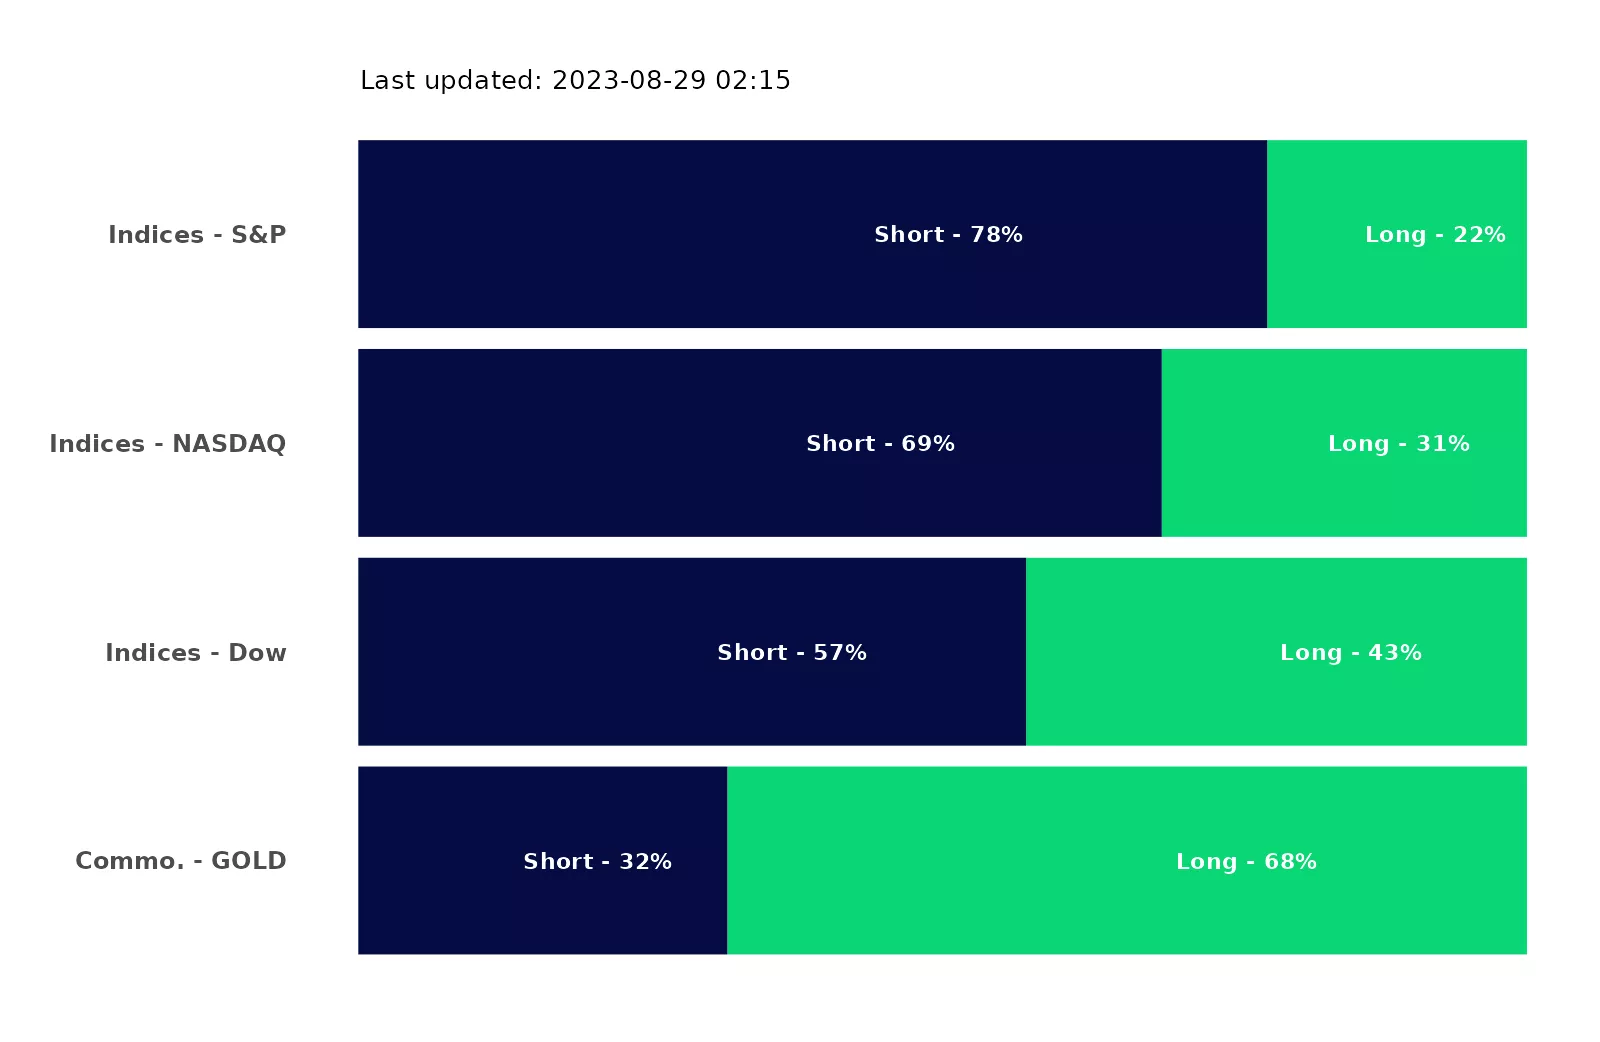 Last updated: 2023-08-29 02:15
Indices - S&P
Short - 78%
Long - 22%
Indices - NASDAQ
Short - 69%
Long - 31%
Indices - Dow
Short - 57%
Long - 43%
Commo. - GOLD
Short - 32%
Long - 68%